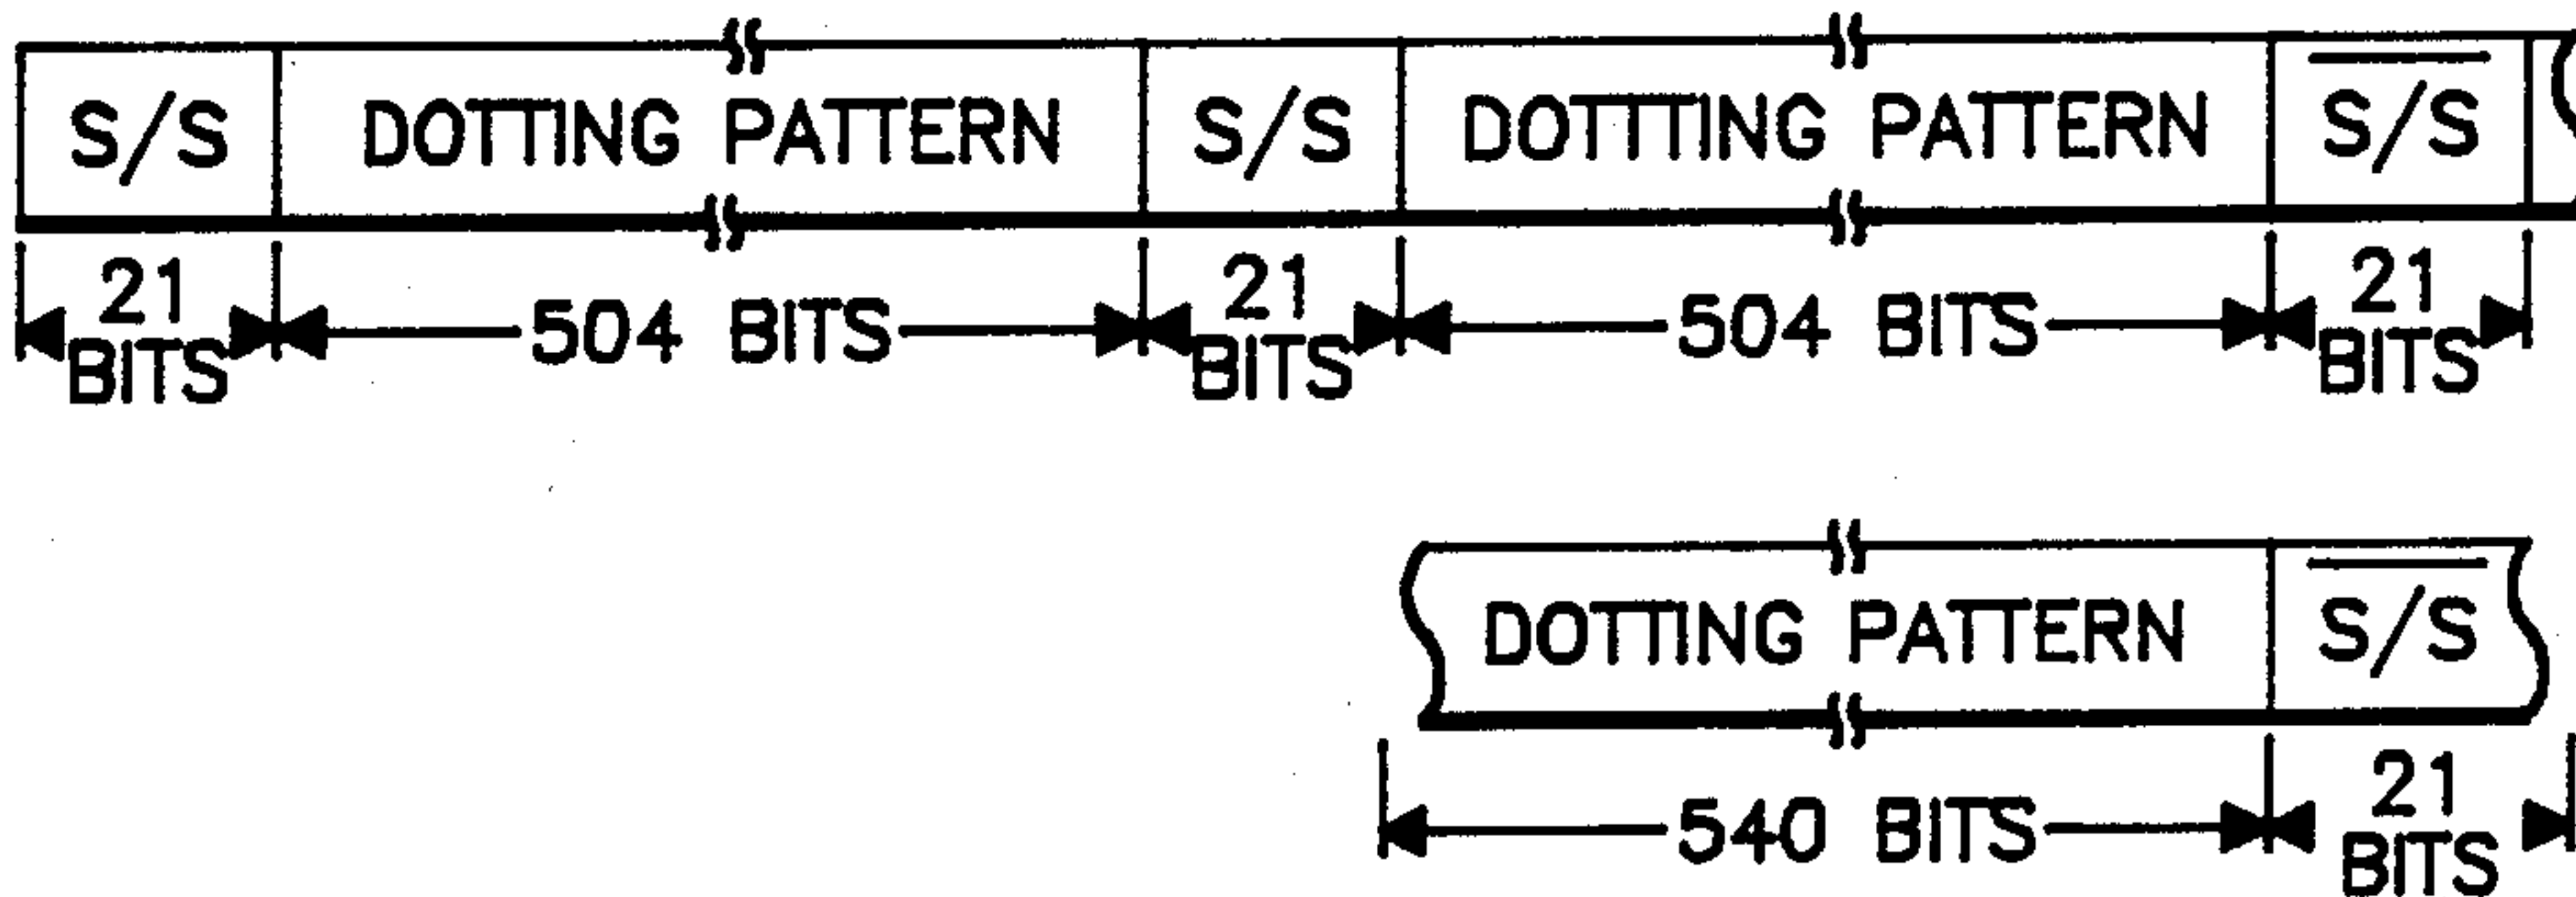 S/S DOTTING PATTERN S/S DOTTTING PATTERN S̅/̅S̅
21 BITS 504 BITS 21 BITS 504 BITS 21 BITS
DOTTING PATTERN S̅/̅S̅
540 BITS 21 BITS